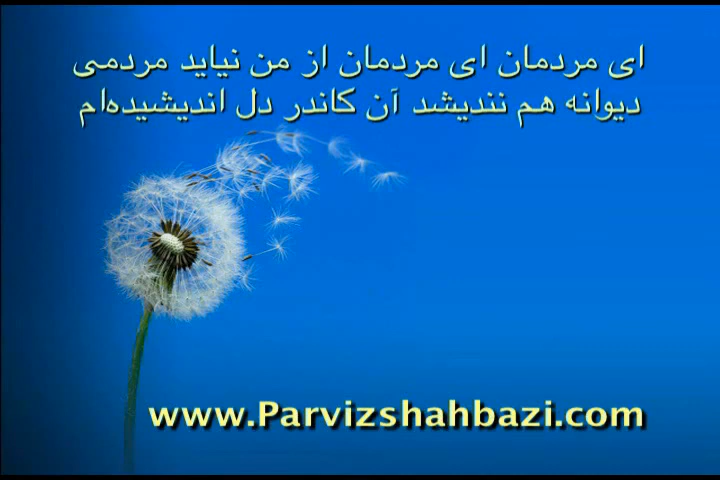 ای مردمان ای مردمان از من نیاید مردمی
دیوانه هم نندیشد آن کاندر دل اندیشیده‌ام
www.Parvizshahbazi.com